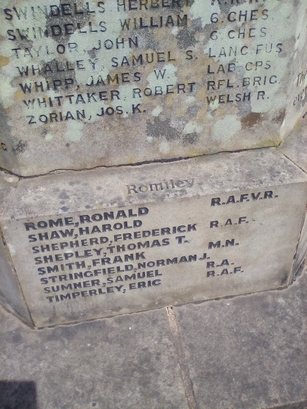 SWINDELLS HERBERT
SWINDELLS WILLIAM 6, CHES.
TAYLOR, JOHN 6, CHES.
WHALLEY, SAMUEL S. LANC FUS
WHIPP, JAMES W. LAB CPS
WHITTAKER, ROBERT RFL. BRIG.
ZORIAN, JOS. K. WELSH R.
Romiley
ROME, RONALD R.A.F.V.R.
SHAW, HAROLD
SHEPHERD, FREDERICK R.A.F.
SHEPLEY, THOMAS T.
SMITH, FRANK M.N.
STRINGFIELD, NORMAN J. R.A.
SUMNER, SAMUEL R.A.F.
TIMPERLEY, ERIC